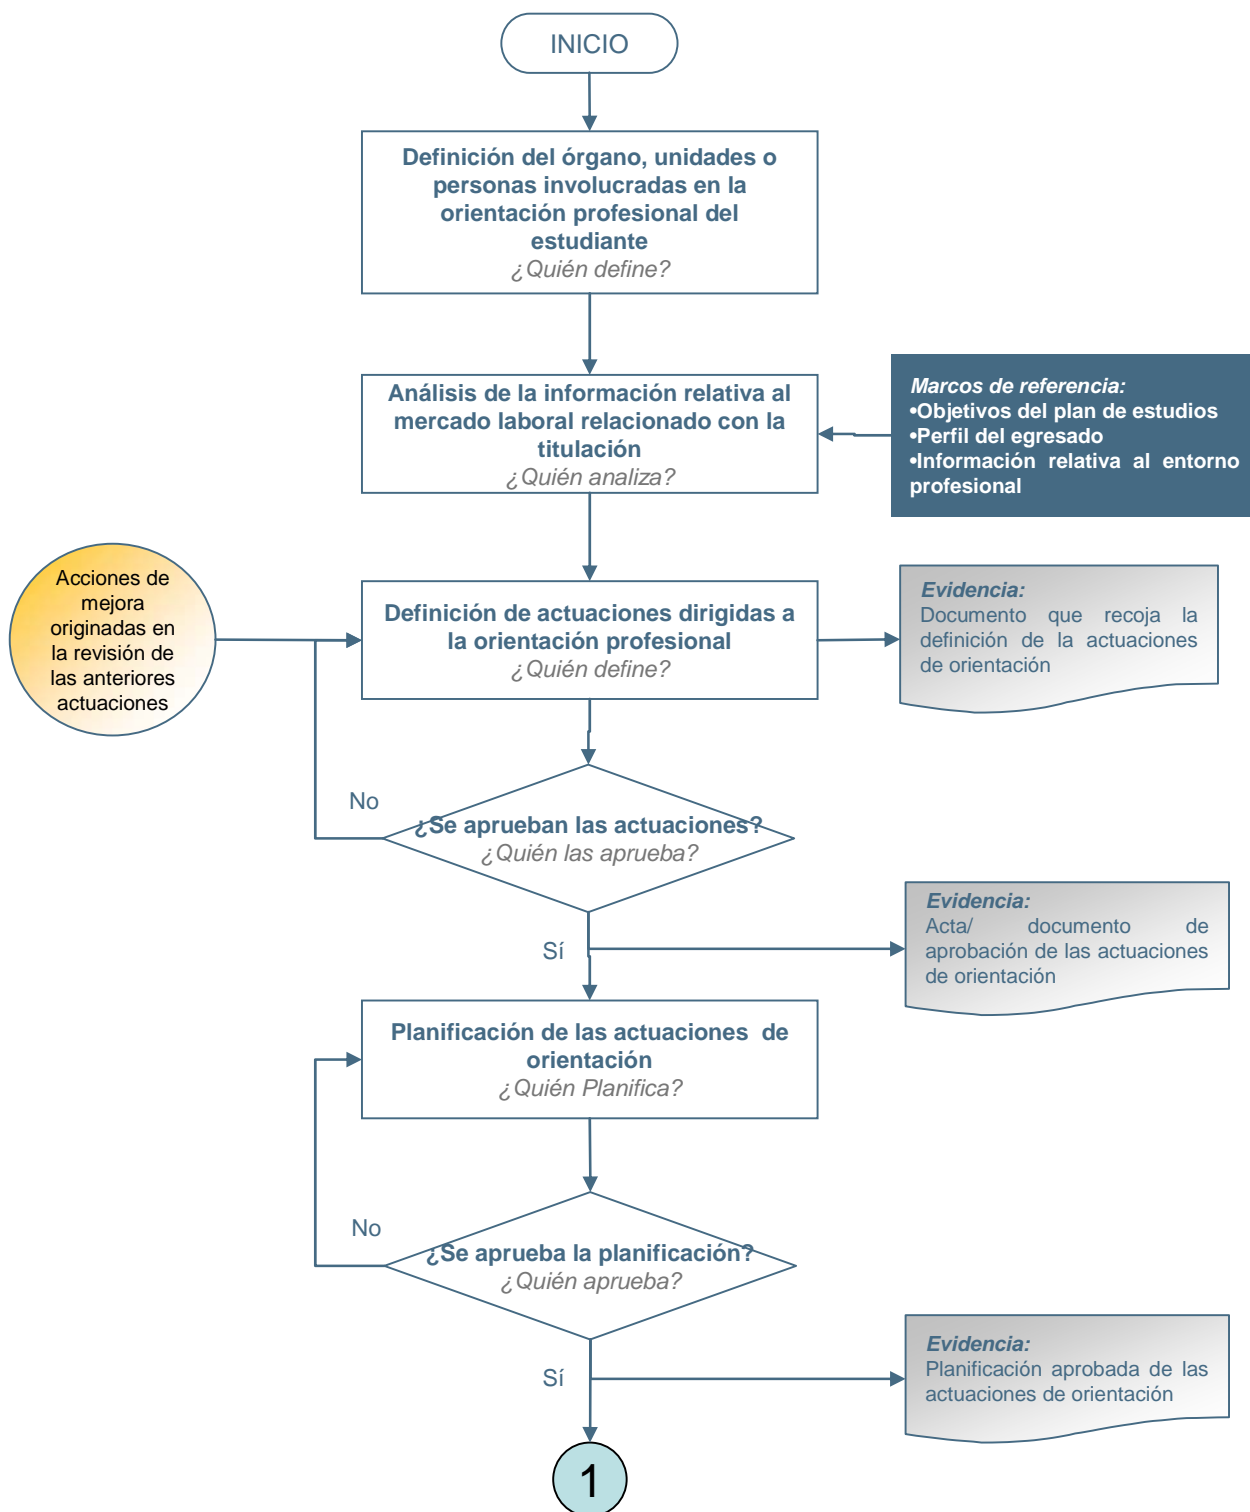 INICIO
Definición del órgano, unidades o
personas involucradas en la
orientación profesional del
estudiante
¿Quién define?
Análisis de la información relativa al
mercado laboral relacionado con la
titulación
¿Quién analiza?
Marcos de referencia:
•Objetivos del plan de estudios
•Perfil del egresado
•Información relativa al entorno
profesional
Acciones de
mejora
originadas en
la revisión de
las anteriores
actuaciones
Definición de actuaciones dirigidas a
la orientación profesional
¿Quién define?
Evidencia:
Documento que recoja la
definición de la actuaciones
de orientación
No
¿Se aprueban las actuaciones?
¿Quién las aprueba?
Sí
Evidencia:
Acta/ documento de
aprobación de las actuaciones
de orientación
Planificación de las actuaciones de
orientación
¿Quién Planifica?
No
¿Se aprueba la planificación?
¿Quién aprueba?
Sí
Evidencia:
Planificación aprobada de las
actuaciones de orientación
1